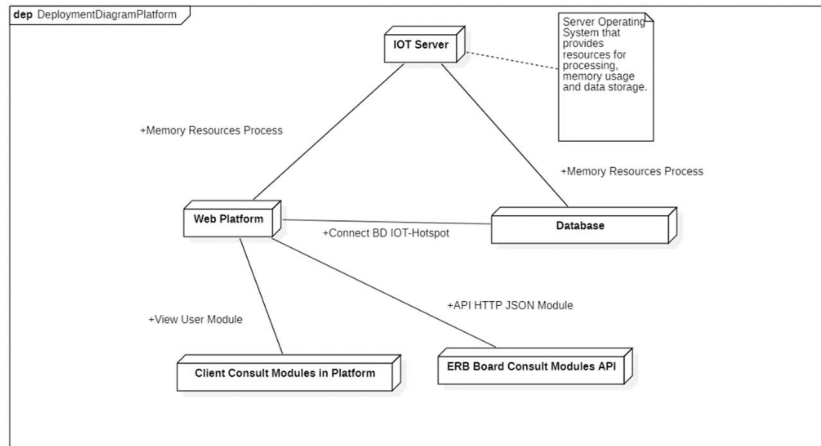 dep DeploymentDiagramPlatform
IOT Server
Server Operating
System that
provides
resources for
processing,
memory usage
and data storage.
+Memory Resources Process
+Memory Resources Process
Web Platform
Database
+Connect BD IOT-Hotspot
+API HTTP JSON Module
+View User Module
Client Consult Modules in Platform
ERB Board Consult Modules API